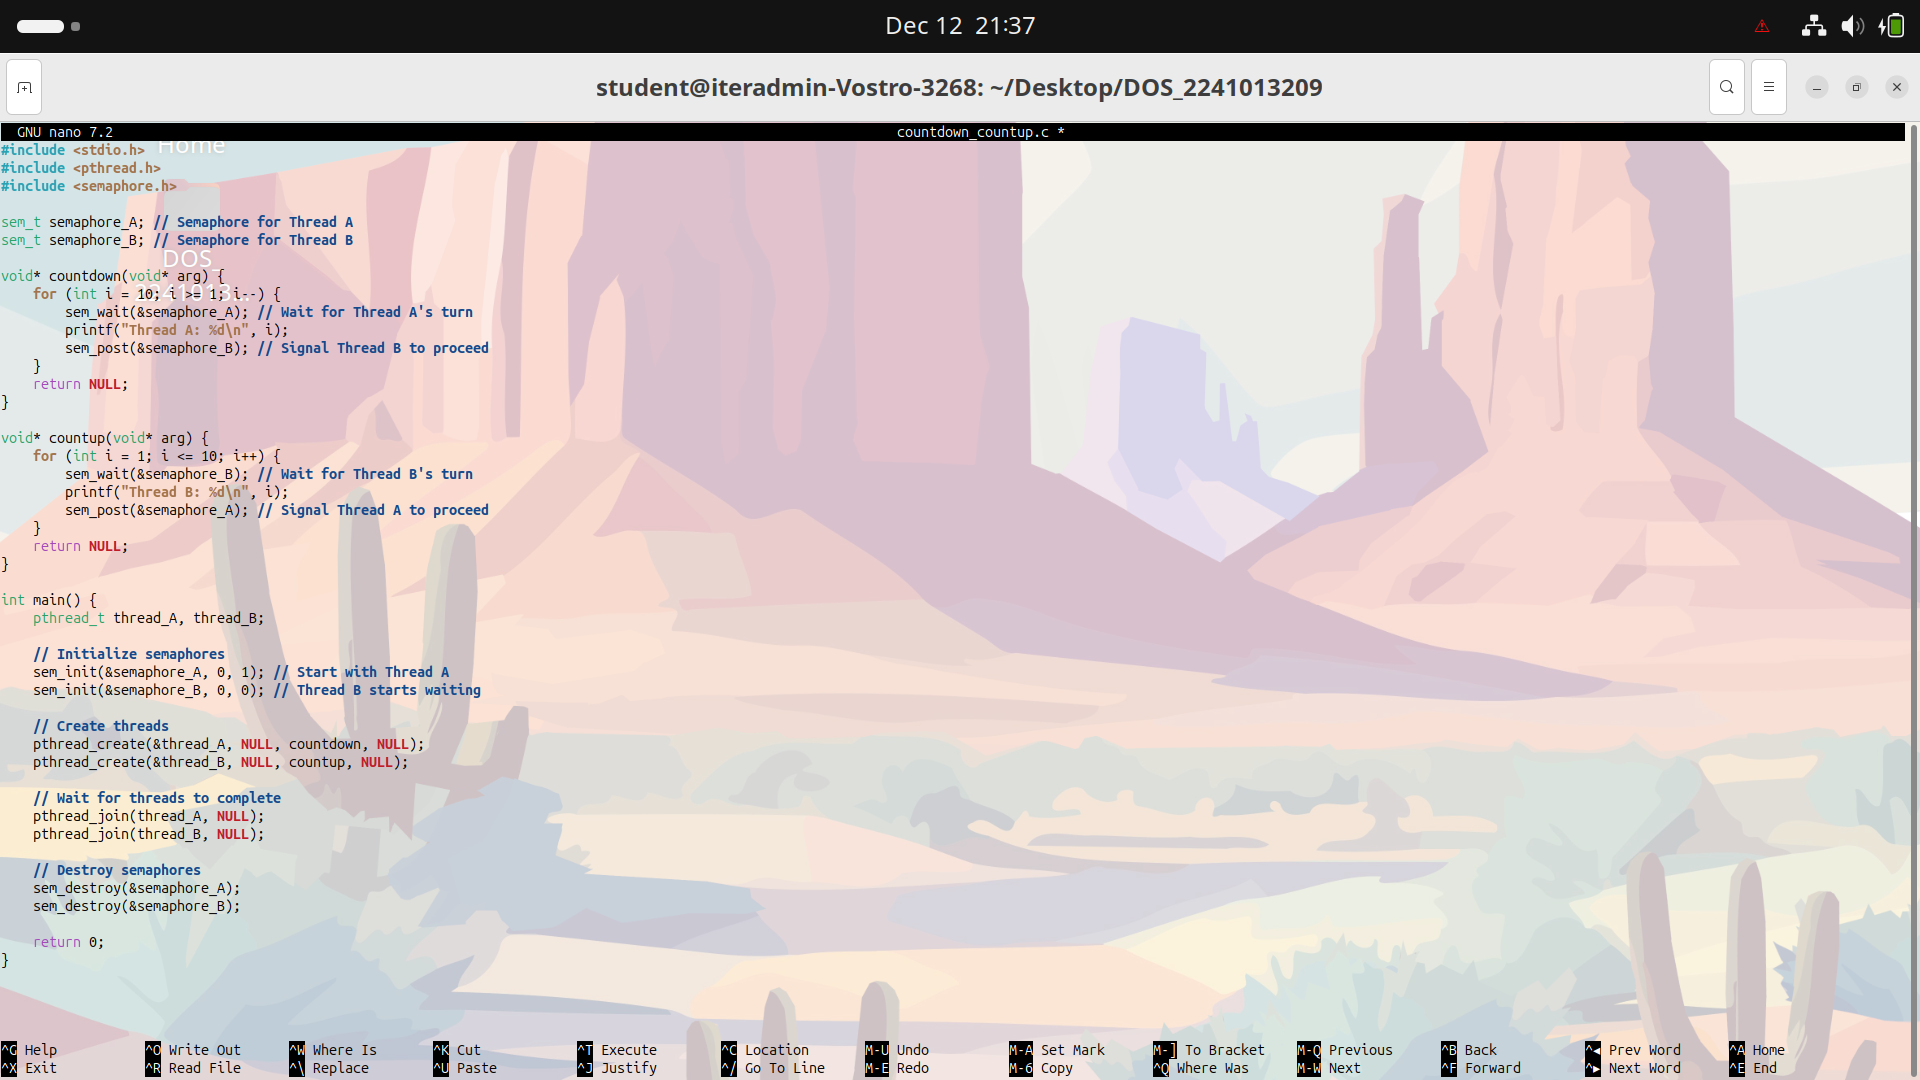 Dec 12 21:37
student@iteradmin-Vostro-3268: ~/Desktop/DOS_2241013209
GNU nano 7.2 countdown_countup.c *
Home
#include <stdio.h>
#include <pthread.h>
#include <semaphore.h>
sem_t semaphore_A; // Semaphore for Thread A
sem_t semaphore_B; // Semaphore for Thread B
DOS_
2241013...
void* countdown(void* arg) {
    for (int i = 10; i >= 1; i--) {
        sem_wait(&semaphore_A); // Wait for Thread A's turn
        printf("Thread A: %d\n", i);
        sem_post(&semaphore_B); // Signal Thread B to proceed
    }
    return NULL;
}
void* countup(void* arg) {
    for (int i = 1; i <= 10; i++) {
        sem_wait(&semaphore_B); // Wait for Thread B's turn
        printf("Thread B: %d\n", i);
        sem_post(&semaphore_A); // Signal Thread A to proceed
    }
    return NULL;
}
int main() {
    pthread_t thread_A, thread_B;
    // Initialize semaphores
    sem_init(&semaphore_A, 0, 1); // Start with Thread A
    sem_init(&semaphore_B, 0, 0); // Thread B starts waiting
    // Create threads
    pthread_create(&thread_A, NULL, countdown, NULL);
    pthread_create(&thread_B, NULL, countup, NULL);
    // Wait for threads to complete
    pthread_join(thread_A, NULL);
    pthread_join(thread_B, NULL);
    // Destroy semaphores
    sem_destroy(&semaphore_A);
    sem_destroy(&semaphore_B);
    return 0;
}
^G Help ^O Write Out ^W Where Is ^K Cut ^T Execute ^C Location M-U Undo M-A Set Mark M-] To Bracket M-Q Previous ^B Back ^◂ Prev Word ^A Home
^X Exit ^R Read File ^\ Replace ^U Paste ^J Justify ^/ Go To Line M-E Redo M-6 Copy ^Q Where Was M-W Next ^F Forward ^▸ Next Word ^E End